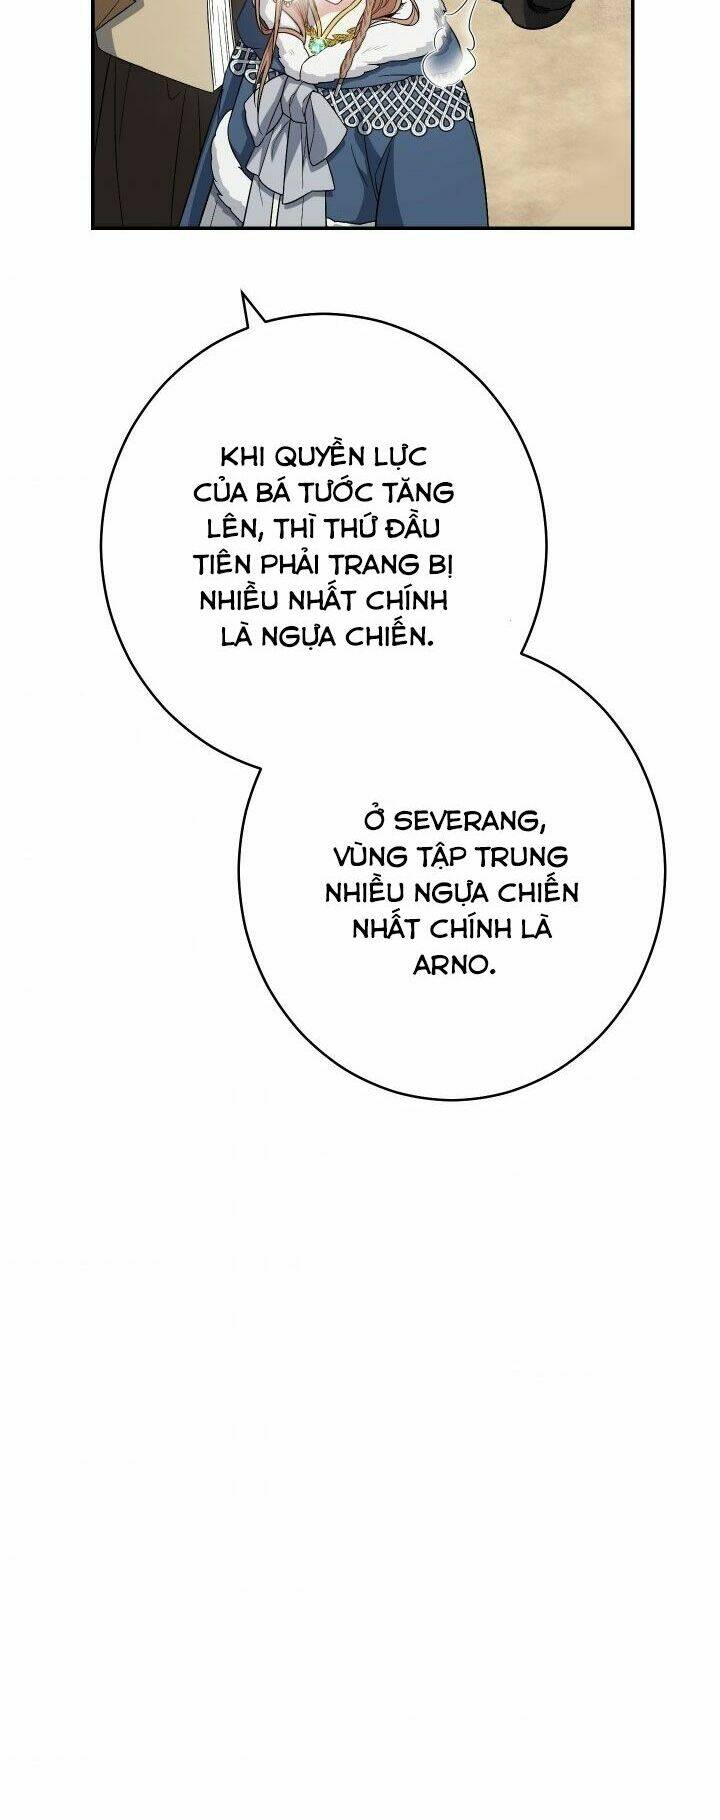 KHI QUYỀN LỰC
CỦA BÁ TƯỚC TĂNG
LÊN, THÌ THỨ ĐẦU
TIÊN PHẢI TRANG BỊ
NHIỀU NHẤT CHÍNH
LÀ NGỰA CHIẾN.
Ở SEVERANG,
VÙNG TẬP TRUNG
NHIỀU NGỰA CHIẾN
NHẤT CHÍNH LÀ
ARNO.